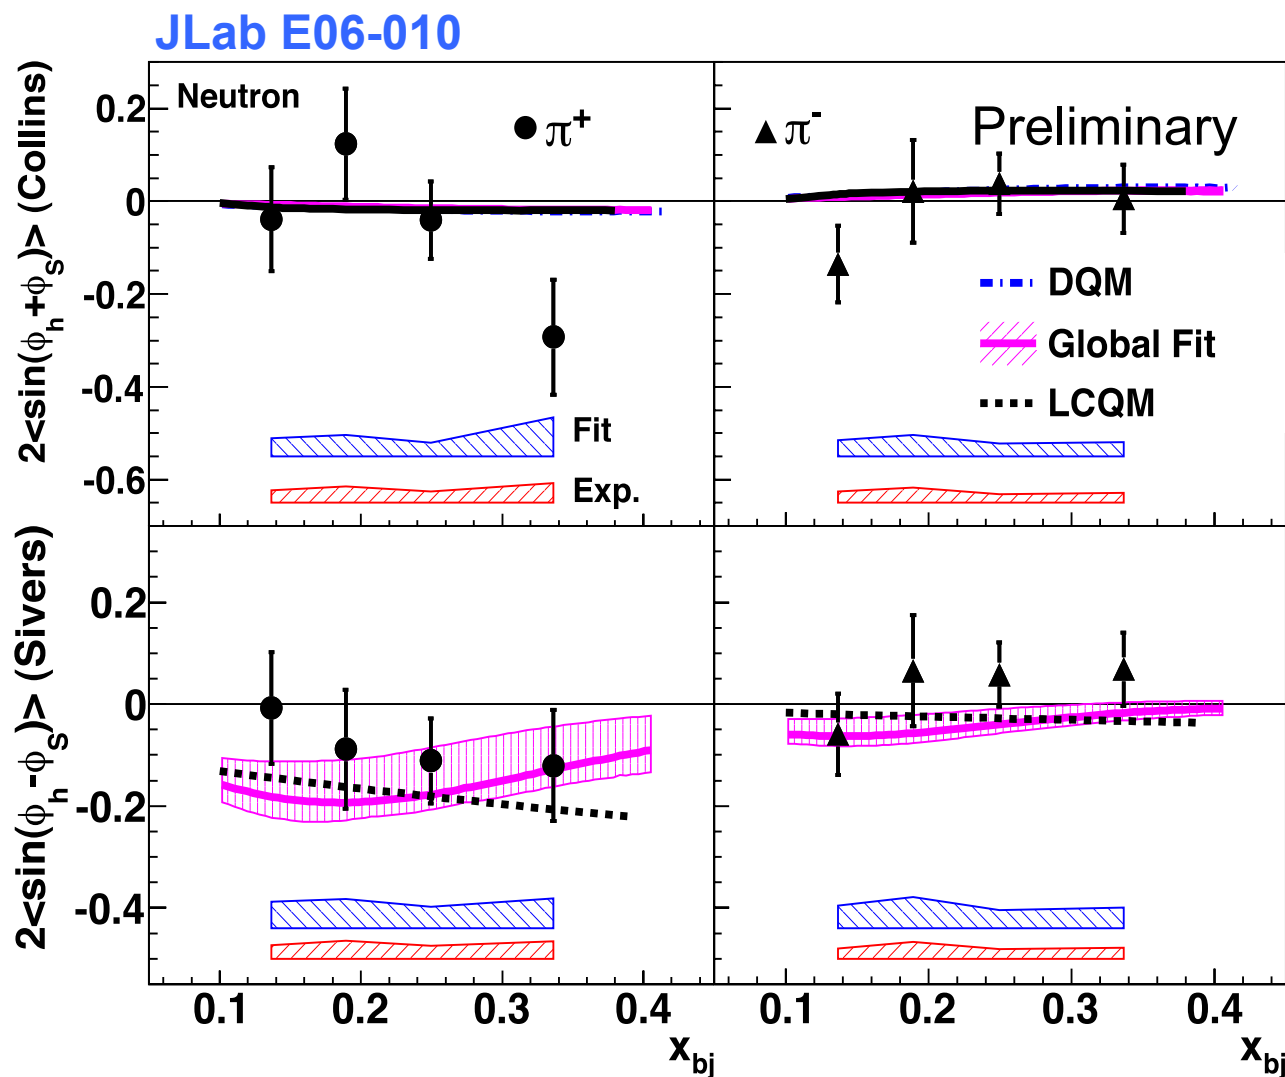 JLab E06-010
2<sin(ϕh+ϕS)> (Collins)
Neutron
π+
π-
Preliminary
0.2
0
-0.2
-0.4
-0.6
DQM
Global Fit
LCQM
Fit
Exp.
2<sin(ϕh-ϕS)> (Sivers)
0.2
0
-0.2
-0.4
0.1 0.2 0.3 0.4
0.1 0.2 0.3 0.4
xbj
xbj